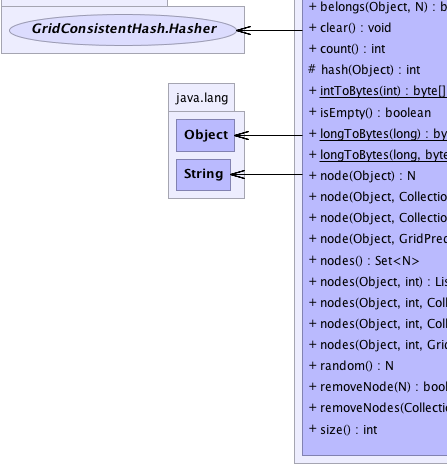 GridConsistentHash.Hasher
java.lang
Object
String
+ belongs(Object, N) : b
+ clear() : void
+ count() : int
# hash(Object) : int
+ intToBytes(int) : byte[]
+ isEmpty() : boolean
+ longToBytes(long) : by
+ longToBytes(long, byte
+ node(Object) : N
+ node(Object, Collectio
+ node(Object, Collectio
+ node(Object, GridPred
+ nodes() : Set<N>
+ nodes(Object, int) : Lis
+ nodes(Object, int, Coll
+ nodes(Object, int, Coll
+ nodes(Object, int, Grid
+ random() : N
+ removeNode(N) : bool
+ removeNodes(Collecti
+ size() : int